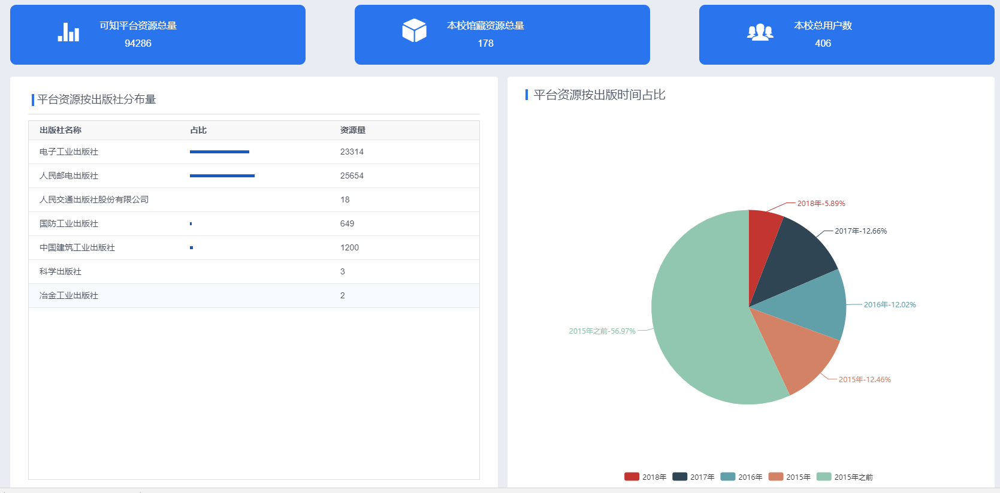 可知平台资源总量
94286
本校馆藏资源总量
178
本校总用户数
406
平台资源按出版社分布量
出版社名称 占比 资源量
电子工业出版社 23314
人民邮电出版社 25654
人民交通出版社股份有限公司 18
国防工业出版社 649
中国建筑工业出版社 1200
科学出版社 3
冶金工业出版社 2
平台资源按出版时间占比
2018年-5.89%
2017年-12.66%
2016年-12.02%
2015年之前-56.97%
2015年-12.46%
2018年 2017年 2016年 2015年 2015年之前